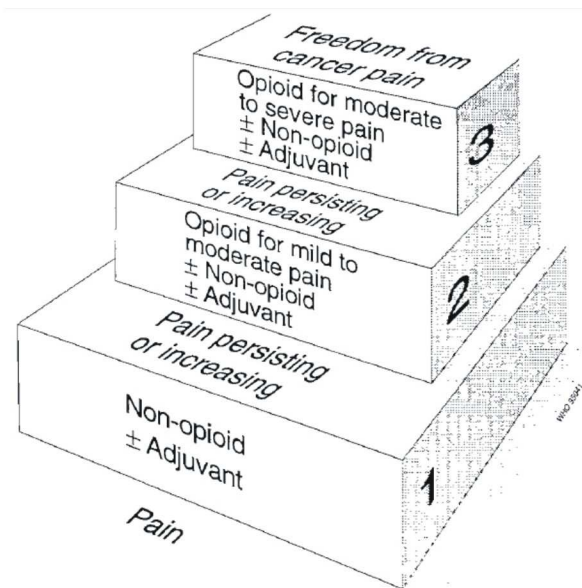 Freedom from
cancer pain
Opioid for moderate
to severe pain
± Non-opioid
± Adjuvant
3
Pain persisting
or increasing
Opioid for mild to
moderate pain
± Non-opioid
± Adjuvant
2
Pain persisting
or increasing
Non-opioid
± Adjuvant
1
Pain